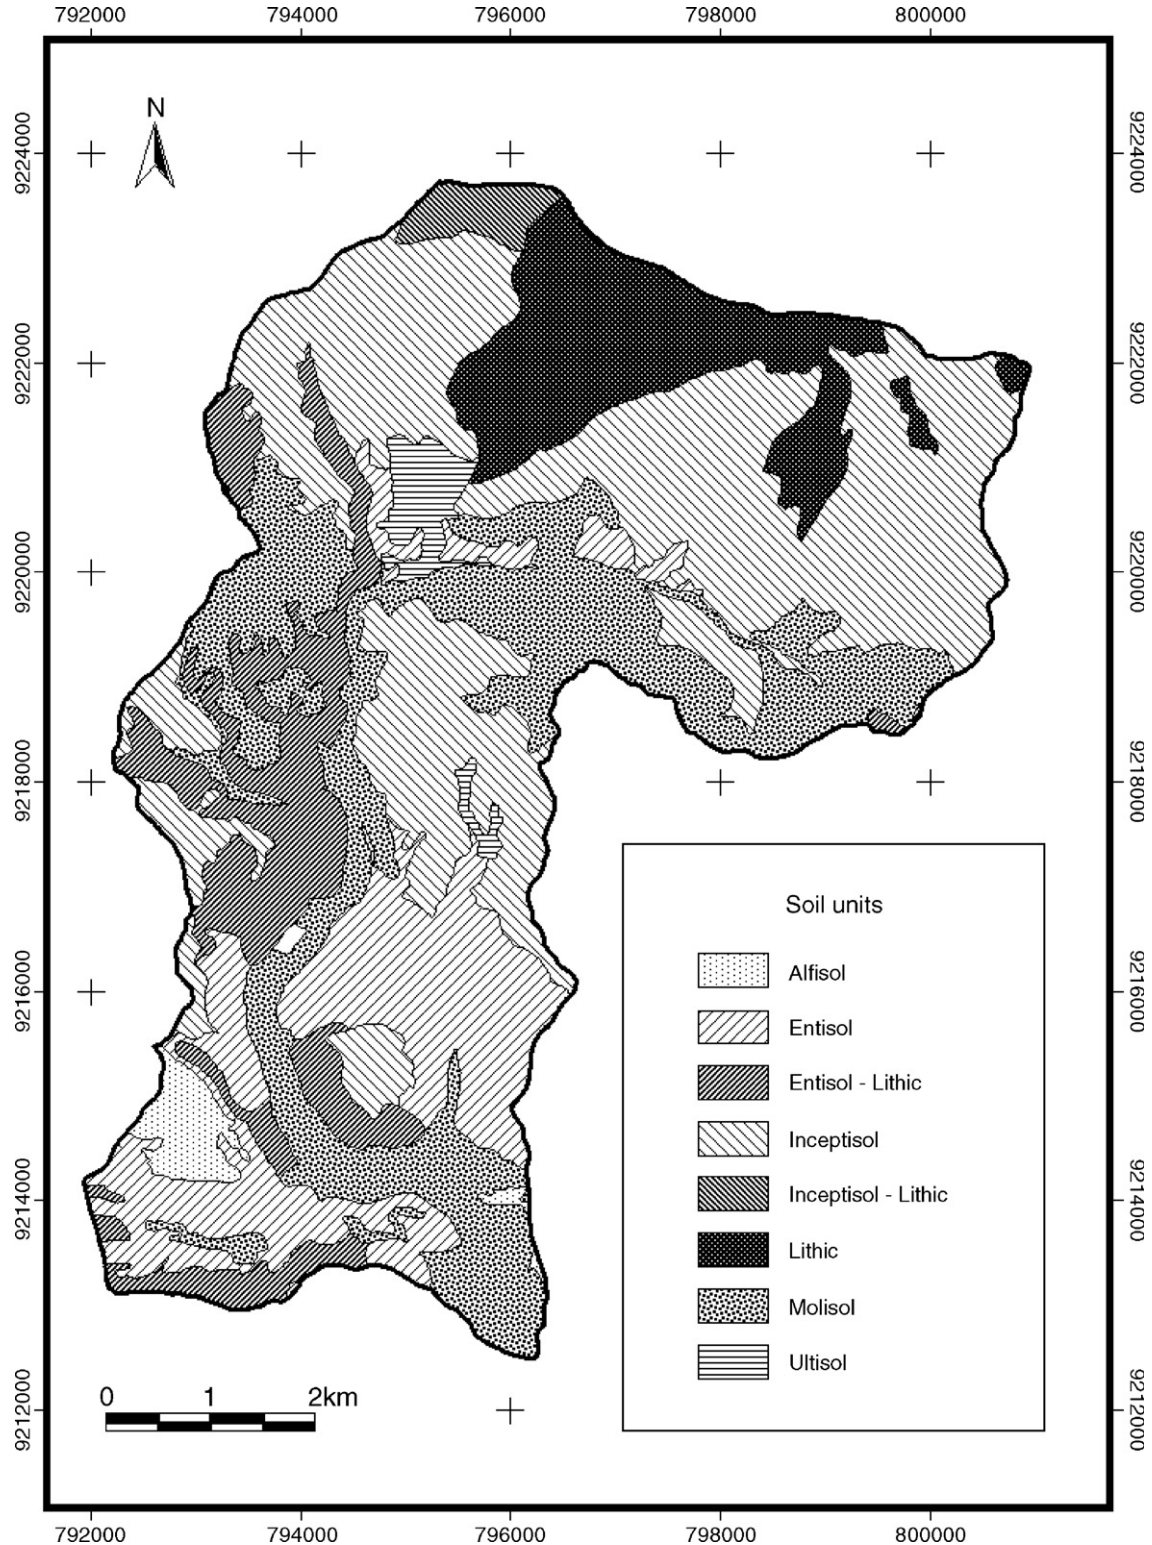 792000 794000 796000 798000 800000
N
9224000 9224000
9222000 9222000
9220000 9220000
9218000 9218000
Soil units
Alfisol
Entisol
Entisol - Lithic
Inceptisol
Inceptisol - Lithic
Lithic
Molisol
Ultisol
9216000 9216000
9214000 9214000
0 1 2km
9212000 9212000
792000 794000 796000 798000 800000